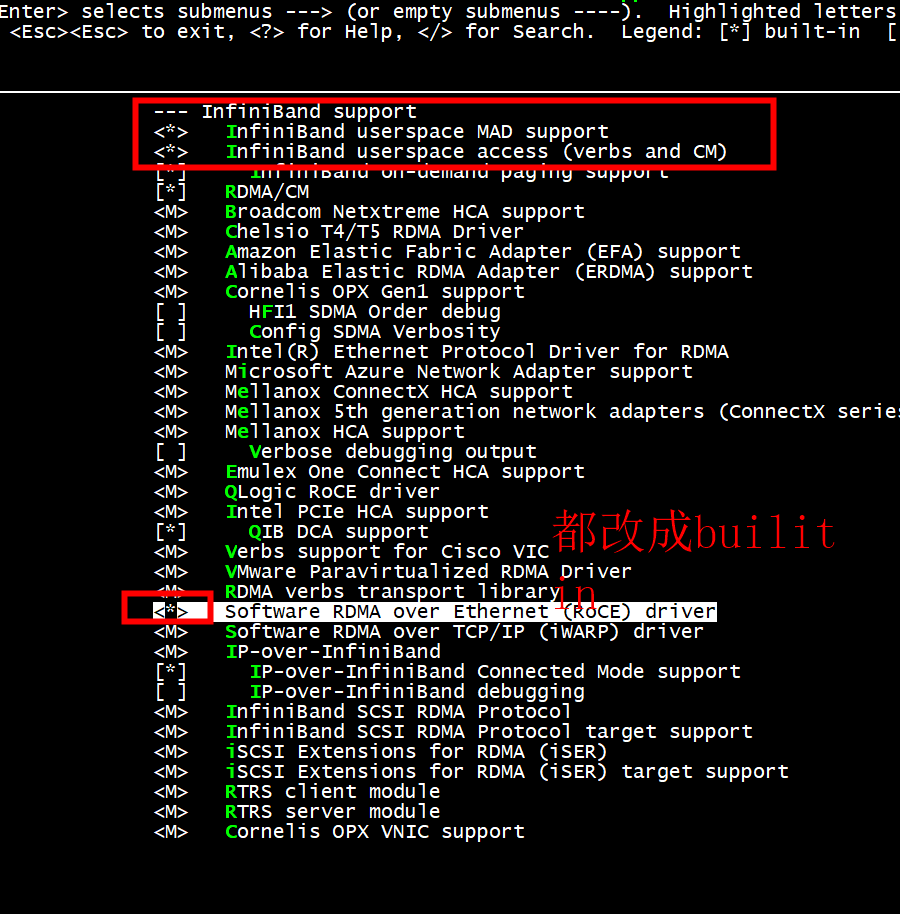 Enter> selects submenus ---> (or empty submenus ----).  Highlighted letters
<Esc><Esc> to exit, <?> for Help, </> for Search.  Legend: [*] built-in  [
--- InfiniBand support
<*>   InfiniBand userspace MAD support
<*>   InfiniBand userspace access (verbs and CM)
[*]     InfiniBand on-demand paging support
[*]   RDMA/CM
<M>   Broadcom Netxtreme HCA support
<M>   Chelsio T4/T5 RDMA Driver
<M>   Amazon Elastic Fabric Adapter (EFA) support
<M>   Alibaba Elastic RDMA Adapter (ERDMA) support
<M>   Cornelis OPX Gen1 support
[ ]     HFI1 SDMA Order debug
[ ]     Config SDMA Verbosity
<M>   Intel(R) Ethernet Protocol Driver for RDMA
<M>   Microsoft Azure Network Adapter support
<M>   Mellanox ConnectX HCA support
<M>   Mellanox 5th generation network adapters (ConnectX series
<M>   Mellanox HCA support
[ ]     Verbose debugging output
<M>   Emulex One Connect HCA support
<M>   QLogic RoCE driver
<M>   Intel PCIe HCA support
[*]     QIB DCA support
都改成builit
<M>   Verbs support for Cisco VIC
<M>   VMware Paravirtualized RDMA Driver
<M>   RDMA verbs transport library
in
<*>   Software RDMA over Ethernet (RoCE) driver
<M>   Software RDMA over TCP/IP (iWARP) driver
<M>   IP-over-InfiniBand
[*]     IP-over-InfiniBand Connected Mode support
[ ]     IP-over-InfiniBand debugging
<M>   InfiniBand SCSI RDMA Protocol
<M>   InfiniBand SCSI RDMA Protocol target support
<M>   iSCSI Extensions for RDMA (iSER)
<M>   iSCSI Extensions for RDMA (iSER) target support
<M>   RTRS client module
<M>   RTRS server module
<M>   Cornelis OPX VNIC support